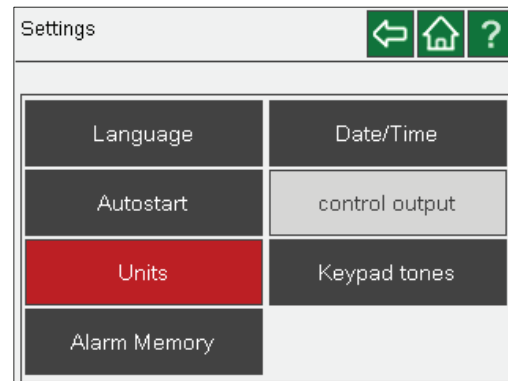 Settings
?
Language
Date/Time
Autostart
control output
Units
Keypad tones
Alarm Memory